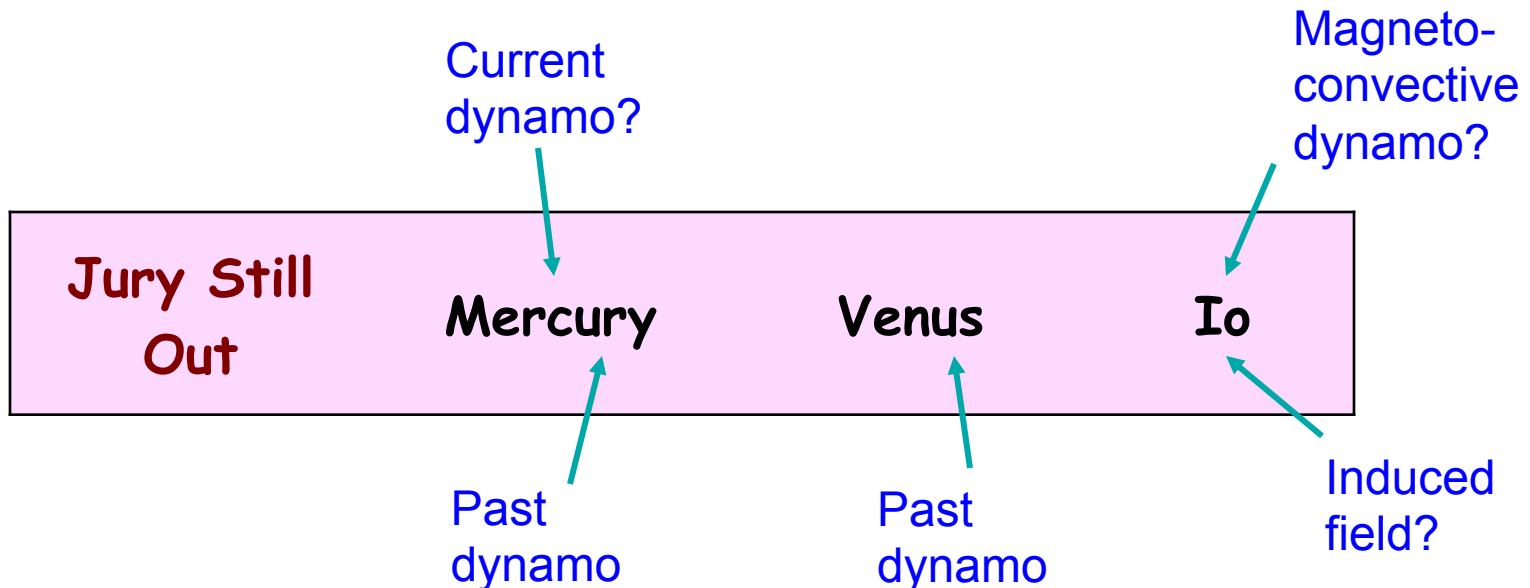 Magneto-
convective
dynamo?
Current
dynamo?
Jury Still
Out
Mercury
Venus
Io
Past
dynamo
Past
dynamo
Induced
field?